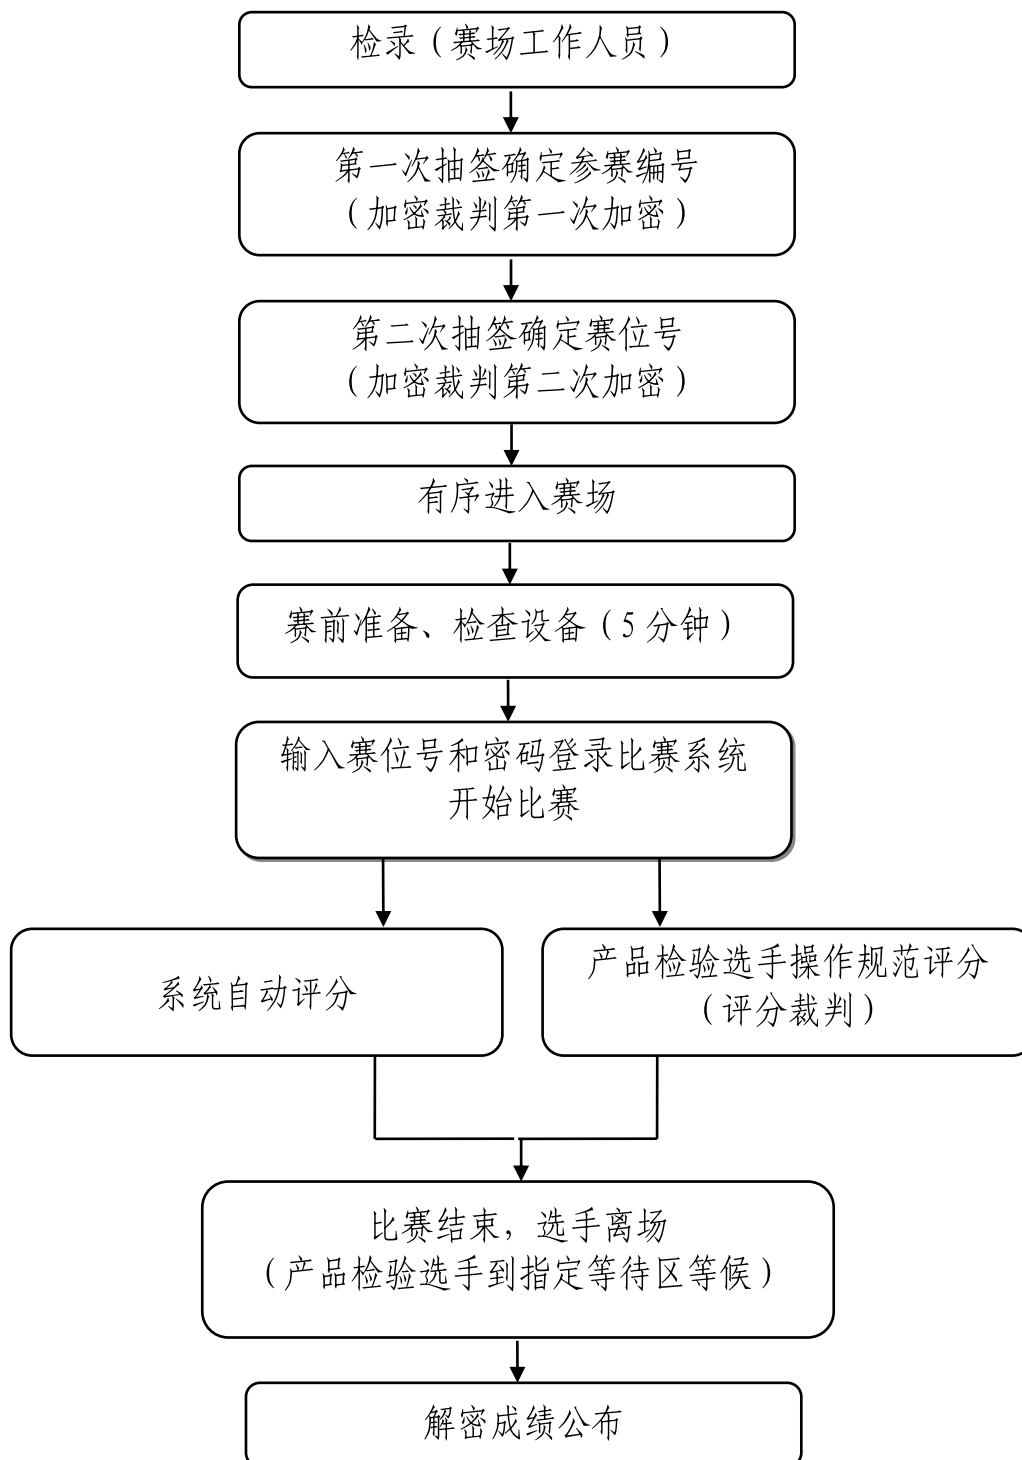 检录（赛场工作人员）
第一次抽签确定参赛编号
（加密裁判第一次加密）
第二次抽签确定赛位号
（加密裁判第二次加密）
有序进入赛场
赛前准备、检查设备（5 分钟）
输入赛位号和密码登录比赛系统
开始比赛
系统自动评分
产品检验选手操作规范评分
（评分裁判）
比赛结束，选手离场
（产品检验选手到指定等待区等候）
解密成绩公布